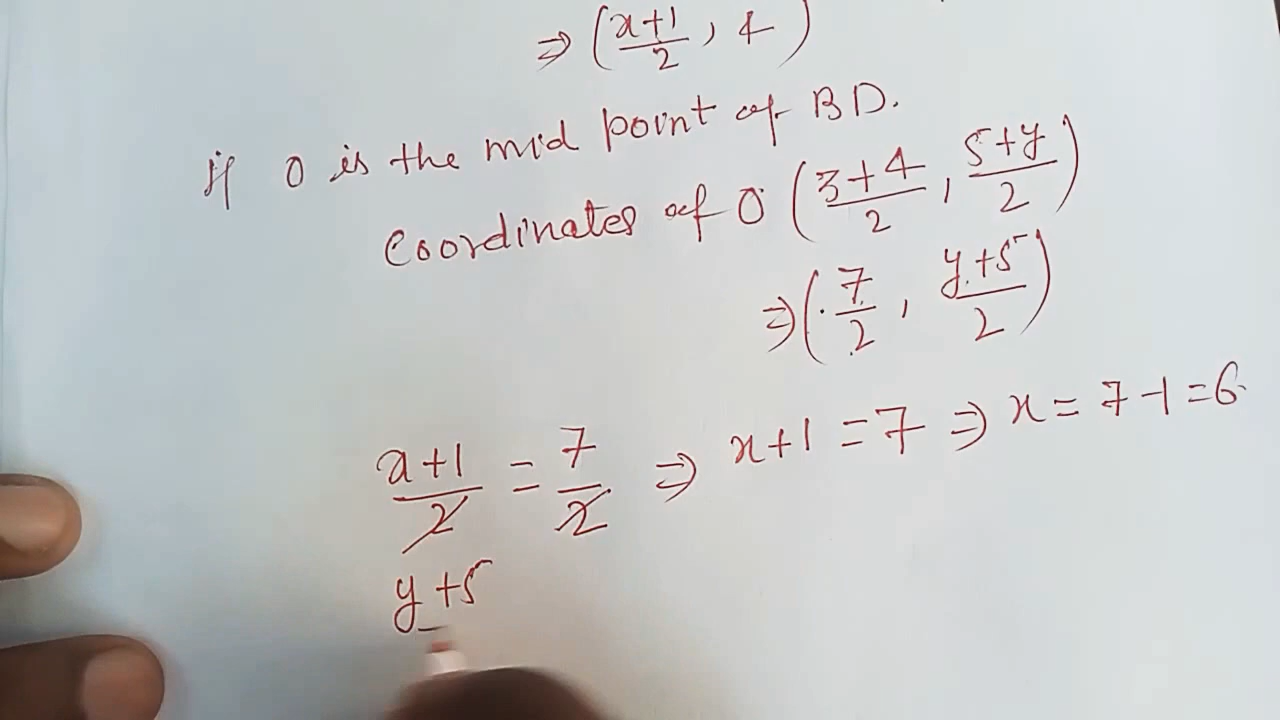 ⇒ (x+1/2, 4)
if O is the mid point of BD.
Coordinates of O (3+4/2, 5+y/2)
⇒ (7/2, y+5/2)
x+1/2 = 7/2 ⇒ x+1 = 7 ⇒ x = 7-1 = 6.
y+5